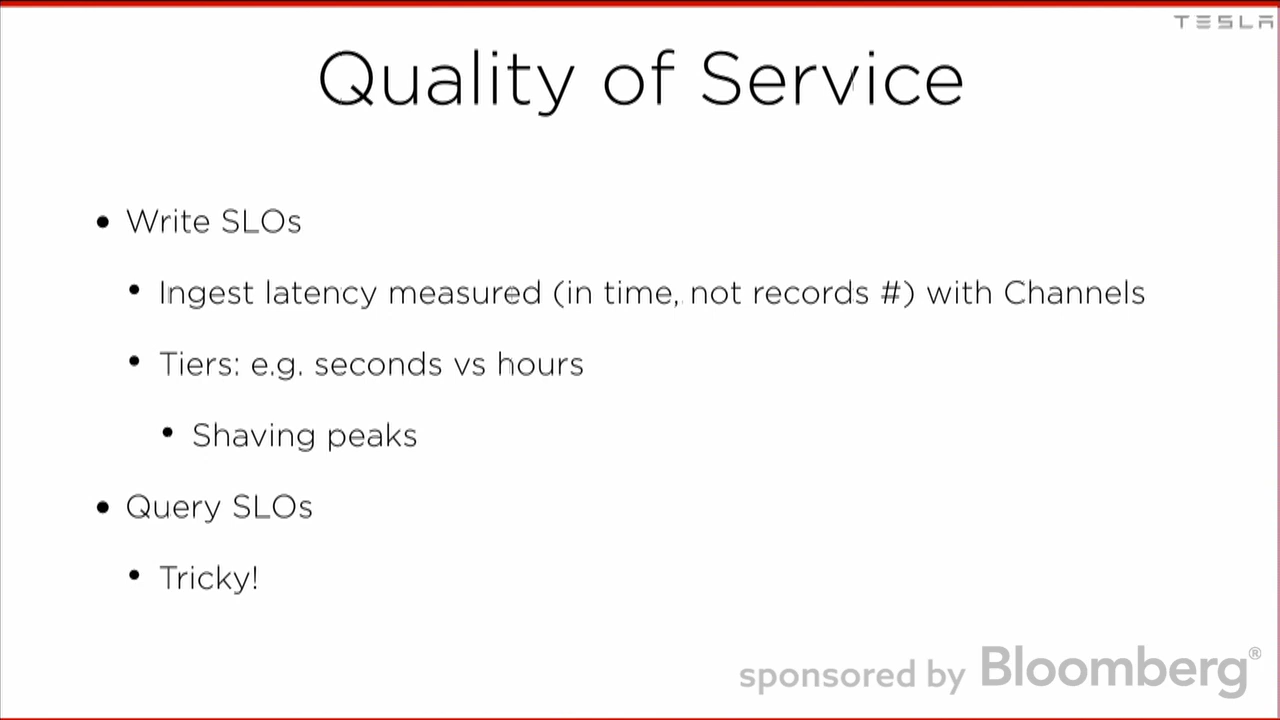 TESLA
Quality of Service
• Write SLOs
• Ingest latency measured (in time, not records #) with Channels
• Tiers: e.g. seconds vs hours
• Shaving peaks
• Query SLOs
• Tricky!
sponsored by Bloomberg®